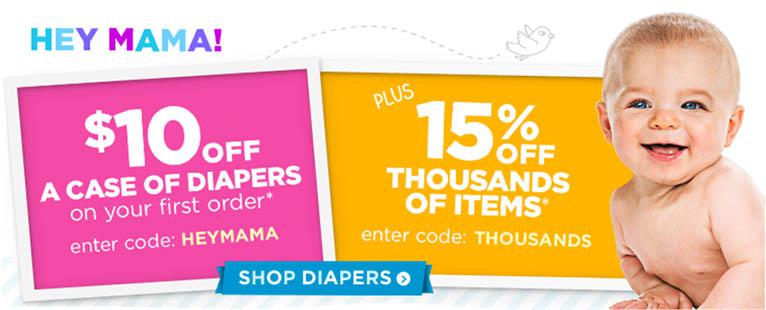 HEY MAMA!
$10 OFF
A CASE OF DIAPERS
on your first order*
enter code: HEYMAMA
PLUS
15% OFF
THOUSANDS
OF ITEMS*
enter code: THOUSANDS
SHOP DIAPERS